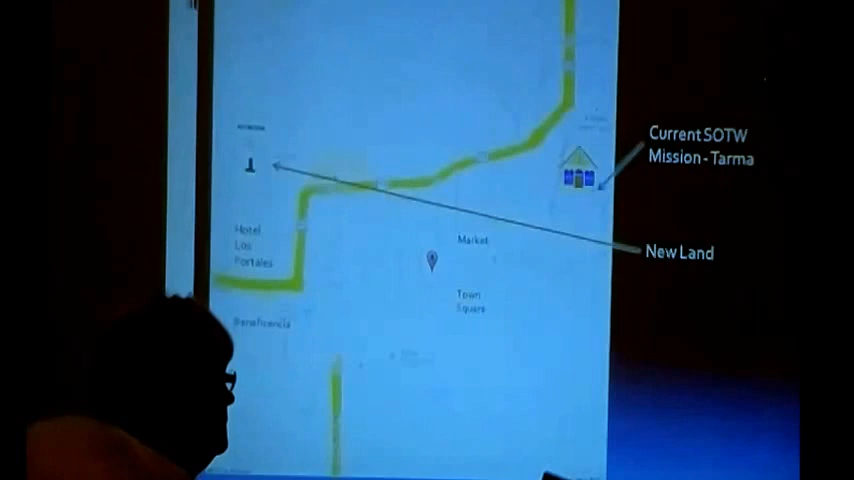 Current SOTW
Mission - Tarma
New Land
Market
Hotel
Los
Portales
Town
Square
Beneficencia